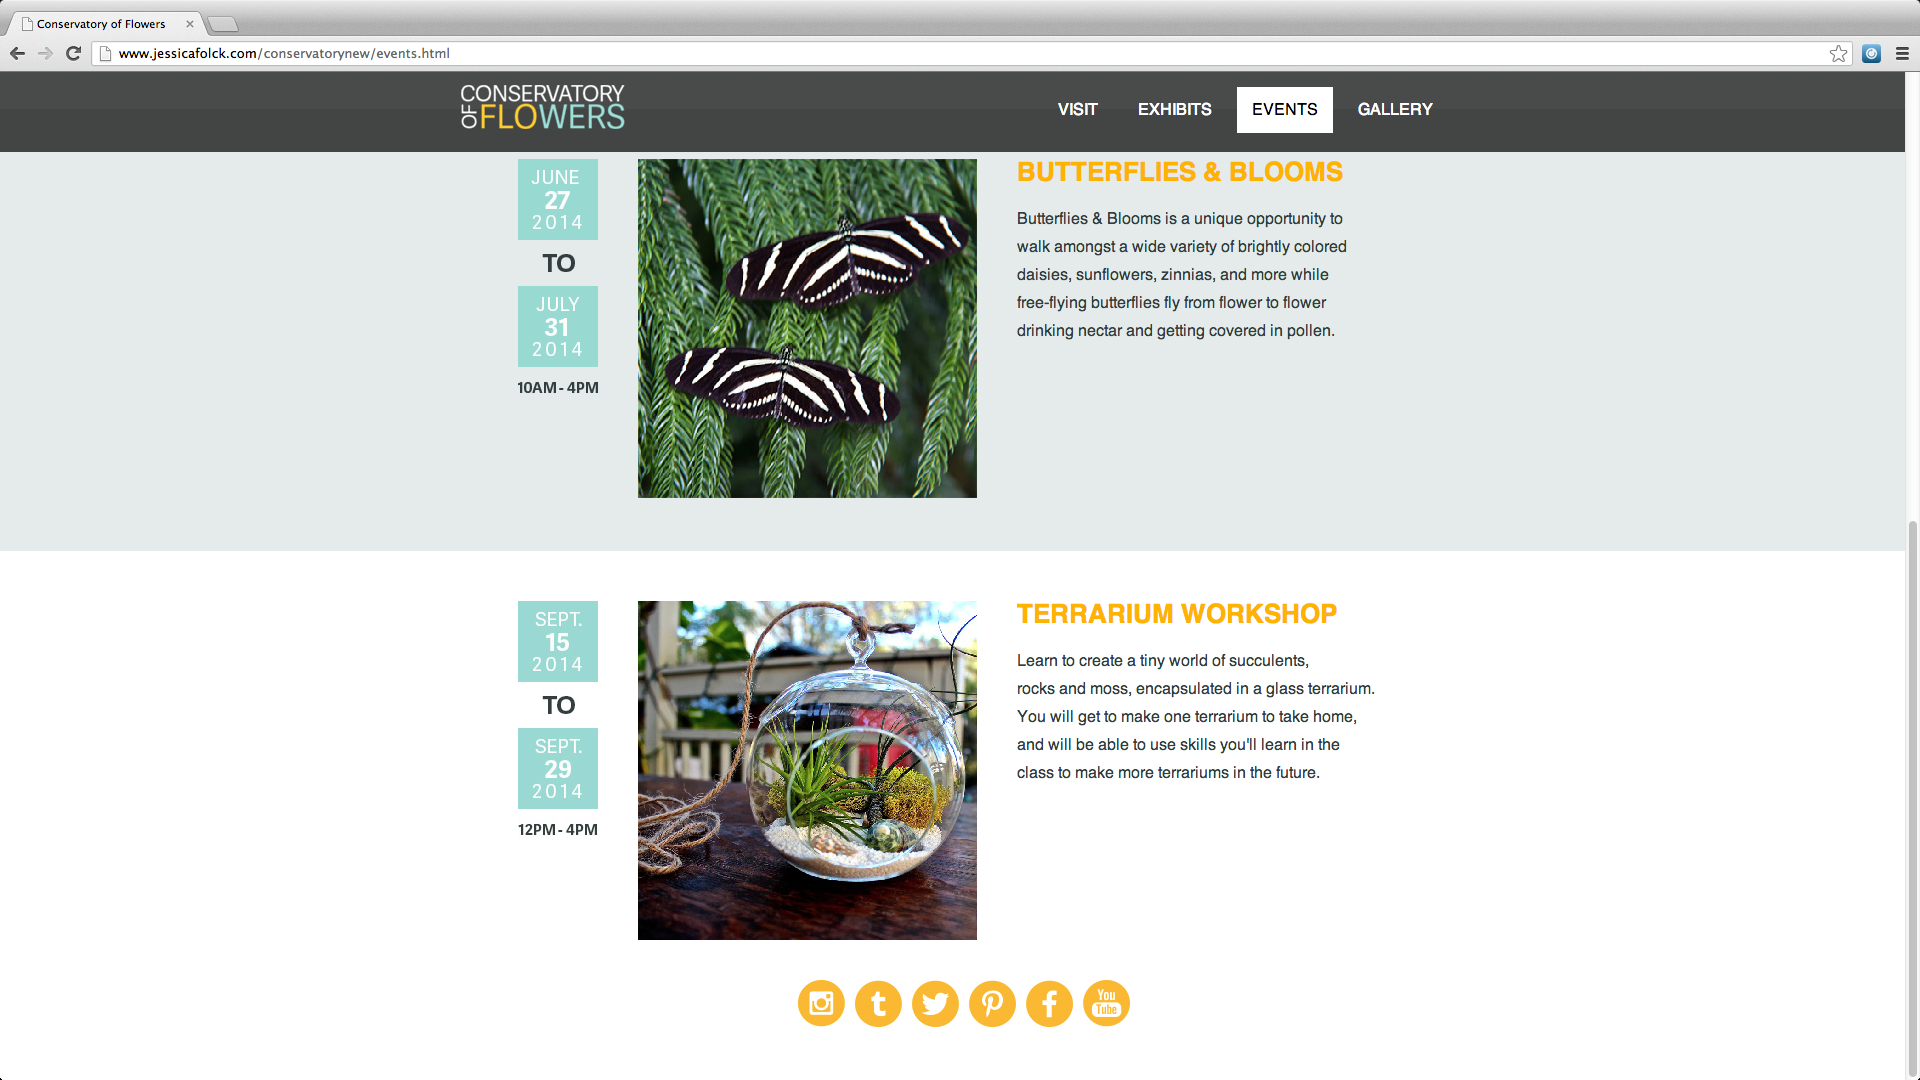 Conservatory of Flowers
www.jessicafolck.com/conservatorynew/events.html
CONSERVATORY
OF FLOWERS
VISIT
EXHIBITS
EVENTS
GALLERY
JUNE
27
2014
TO
JULY
31
2014
10AM - 4PM
BUTTERFLIES & BLOOMS
Butterflies & Blooms is a unique opportunity to
walk amongst a wide variety of brightly colored
daisies, sunflowers, zinnias, and more while
free-flying butterflies fly from flower to flower
drinking nectar and getting covered in pollen.
SEPT.
15
2014
TO
SEPT.
29
2014
12PM - 4PM
TERRARIUM WORKSHOP
Learn to create a tiny world of succulents,
rocks and moss, encapsulated in a glass terrarium.
You will get to make one terrarium to take home,
and will be able to use skills you'll learn in the
class to make more terrariums in the future.
You
Tube